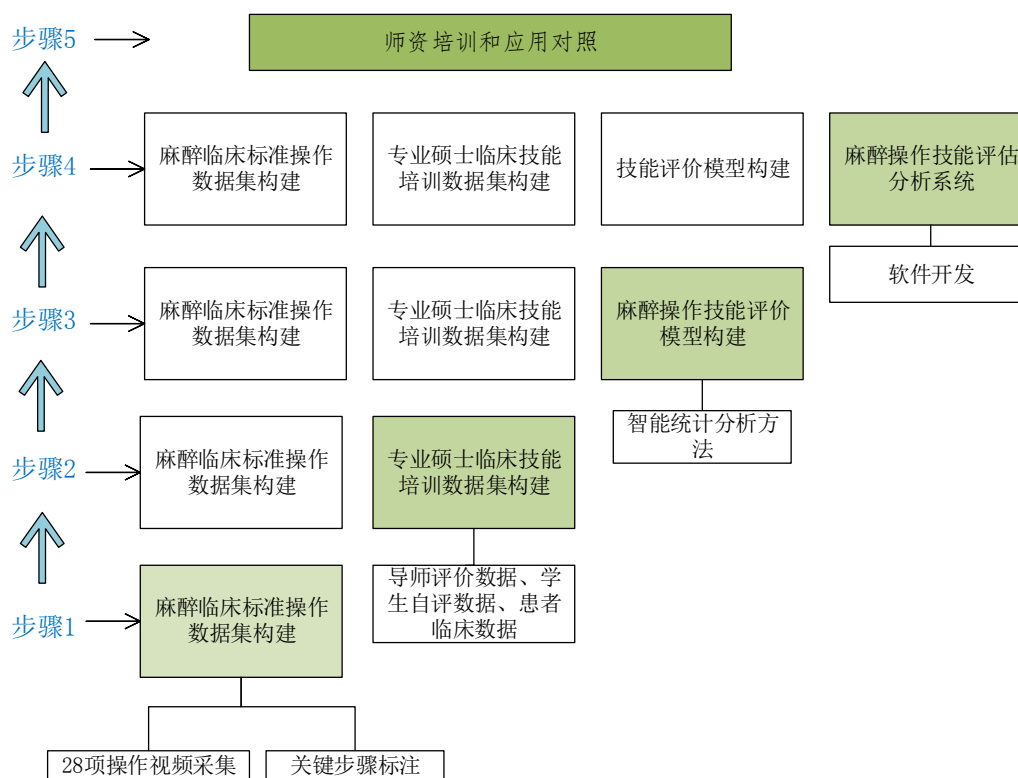 步骤5
师资培训和应用对照
步骤4
麻醉临床标准操作
数据集构建
专业硕士临床技能
培训数据集构建
技能评价模型构建
麻醉操作技能评估
分析系统
软件开发
步骤3
麻醉临床标准操作
数据集构建
专业硕士临床技能
培训数据集构建
麻醉操作技能评价
模型构建
智能统计分析方
法
步骤2
麻醉临床标准操作
数据集构建
专业硕士临床技能
培训数据集构建
导师评价数据、学
生自评数据、患者
临床数据
步骤1
麻醉临床标准操作
数据集构建
28项操作视频采集
关键步骤标注